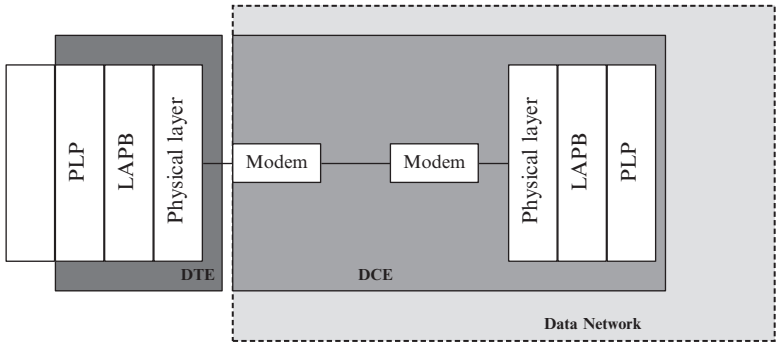 PLP
LAPB
Physical layer
DTE
Modem
Modem
DCE
Physical layer
LAPB
PLP
Data Network